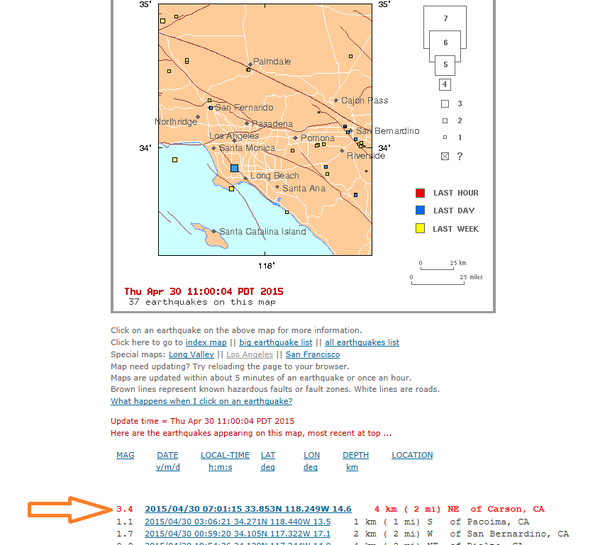 35'
35'
7
6
5
4
3
2
1
?
Palmdale
Cajon Pass
San Fernando
Northridge
Pasadena
San Bernardino
Los Angeles
Pomona
34'
Santa Monica
34'
Riverside
Long Beach
Santa Ana
LAST HOUR
LAST DAY
LAST WEEK
Santa Catalina Island
118'
0 25 km
0 25 miles
Thu Apr 30 11:00:04 PDT 2015
37 earthquakes on this map
Click on an earthquake on the above map for more information.
Click here to go to index map || big earthquake list || all earthquakes list
Special maps: Long Valley || Los Angeles || San Francisco
Map need updating? Try reloading the page to your browser.
Maps are updated within about 5 minutes of an earthquake or once an hour.
Brown lines represent known hazardous faults or fault zones. White lines are roads.
What happens when I click on an earthquake?
Update time = Thu Apr 30 11:00:04 PDT 2015
Here are the earthquakes appearing on this map, most recent at top ...
MAG DATE LOCAL-TIME LAT LON DEPTH LOCATION
y/m/d h:m:s deg deg km
3.4 2015/04/30 07:01:15 33.853N 118.249W 14.6 4 km ( 2 mi) NE of Carson, CA
1.1 2015/04/30 03:06:21 34.271N 118.440W 13.5 1 km ( 1 mi) S of Pacoima, CA
1.7 2015/04/30 00:59:20 34.105N 117.322W 17.1 2 km ( 2 mi) W of San Bernardino, CA